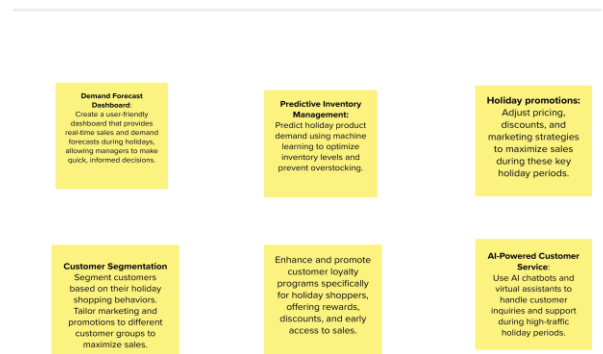 Demand Forecast
Dashboard:
Create a user-friendly
dashboard that provides
real-time sales and demand
forecasts during holidays,
allowing managers to make
quick, informed decisions.
Predictive Inventory
Management:
Predict holiday product
demand using machine
learning to optimize
inventory levels and
prevent overstocking.
Holiday promotions:
Adjust pricing,
discounts, and
marketing strategies
to maximize sales
during these key
holiday periods.
Customer Segmentation
Segment customers
based on their holiday
shopping behaviors.
Tailor marketing and
promotions to different
customer groups to
maximize sales.
Enhance and promote
customer loyalty
programs specifically
for holiday shoppers,
offering rewards,
discounts, and early
access to sales.
AI-Powered Customer
Service:
Use AI chatbots and
virtual assistants to
handle customer
inquiries and support
during high-traffic
holiday periods.